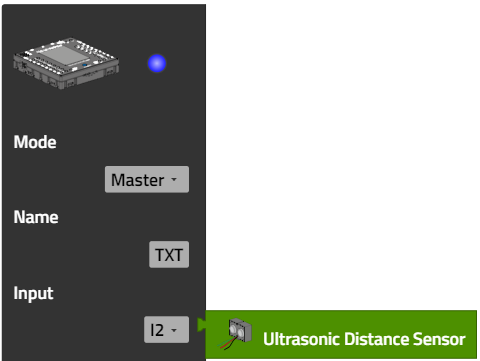 Mode
Master
Name
TXT
Input
I2
Ultrasonic Distance Sensor